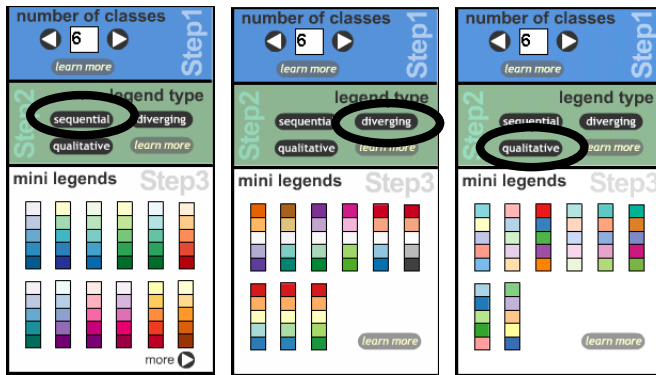 number of classes
6
learn more
Step1
legend type
Step2
sequential
diverging
qualitative
learn more
mini legends
Step3
more
number of classes
6
learn more
Step1
legend type
Step2
sequential
diverging
qualitative
learn more
mini legends
Step3
learn more
number of classes
6
learn more
Step1
legend type
Step2
sequential
diverging
qualitative
learn more
mini legends
Step3
learn more